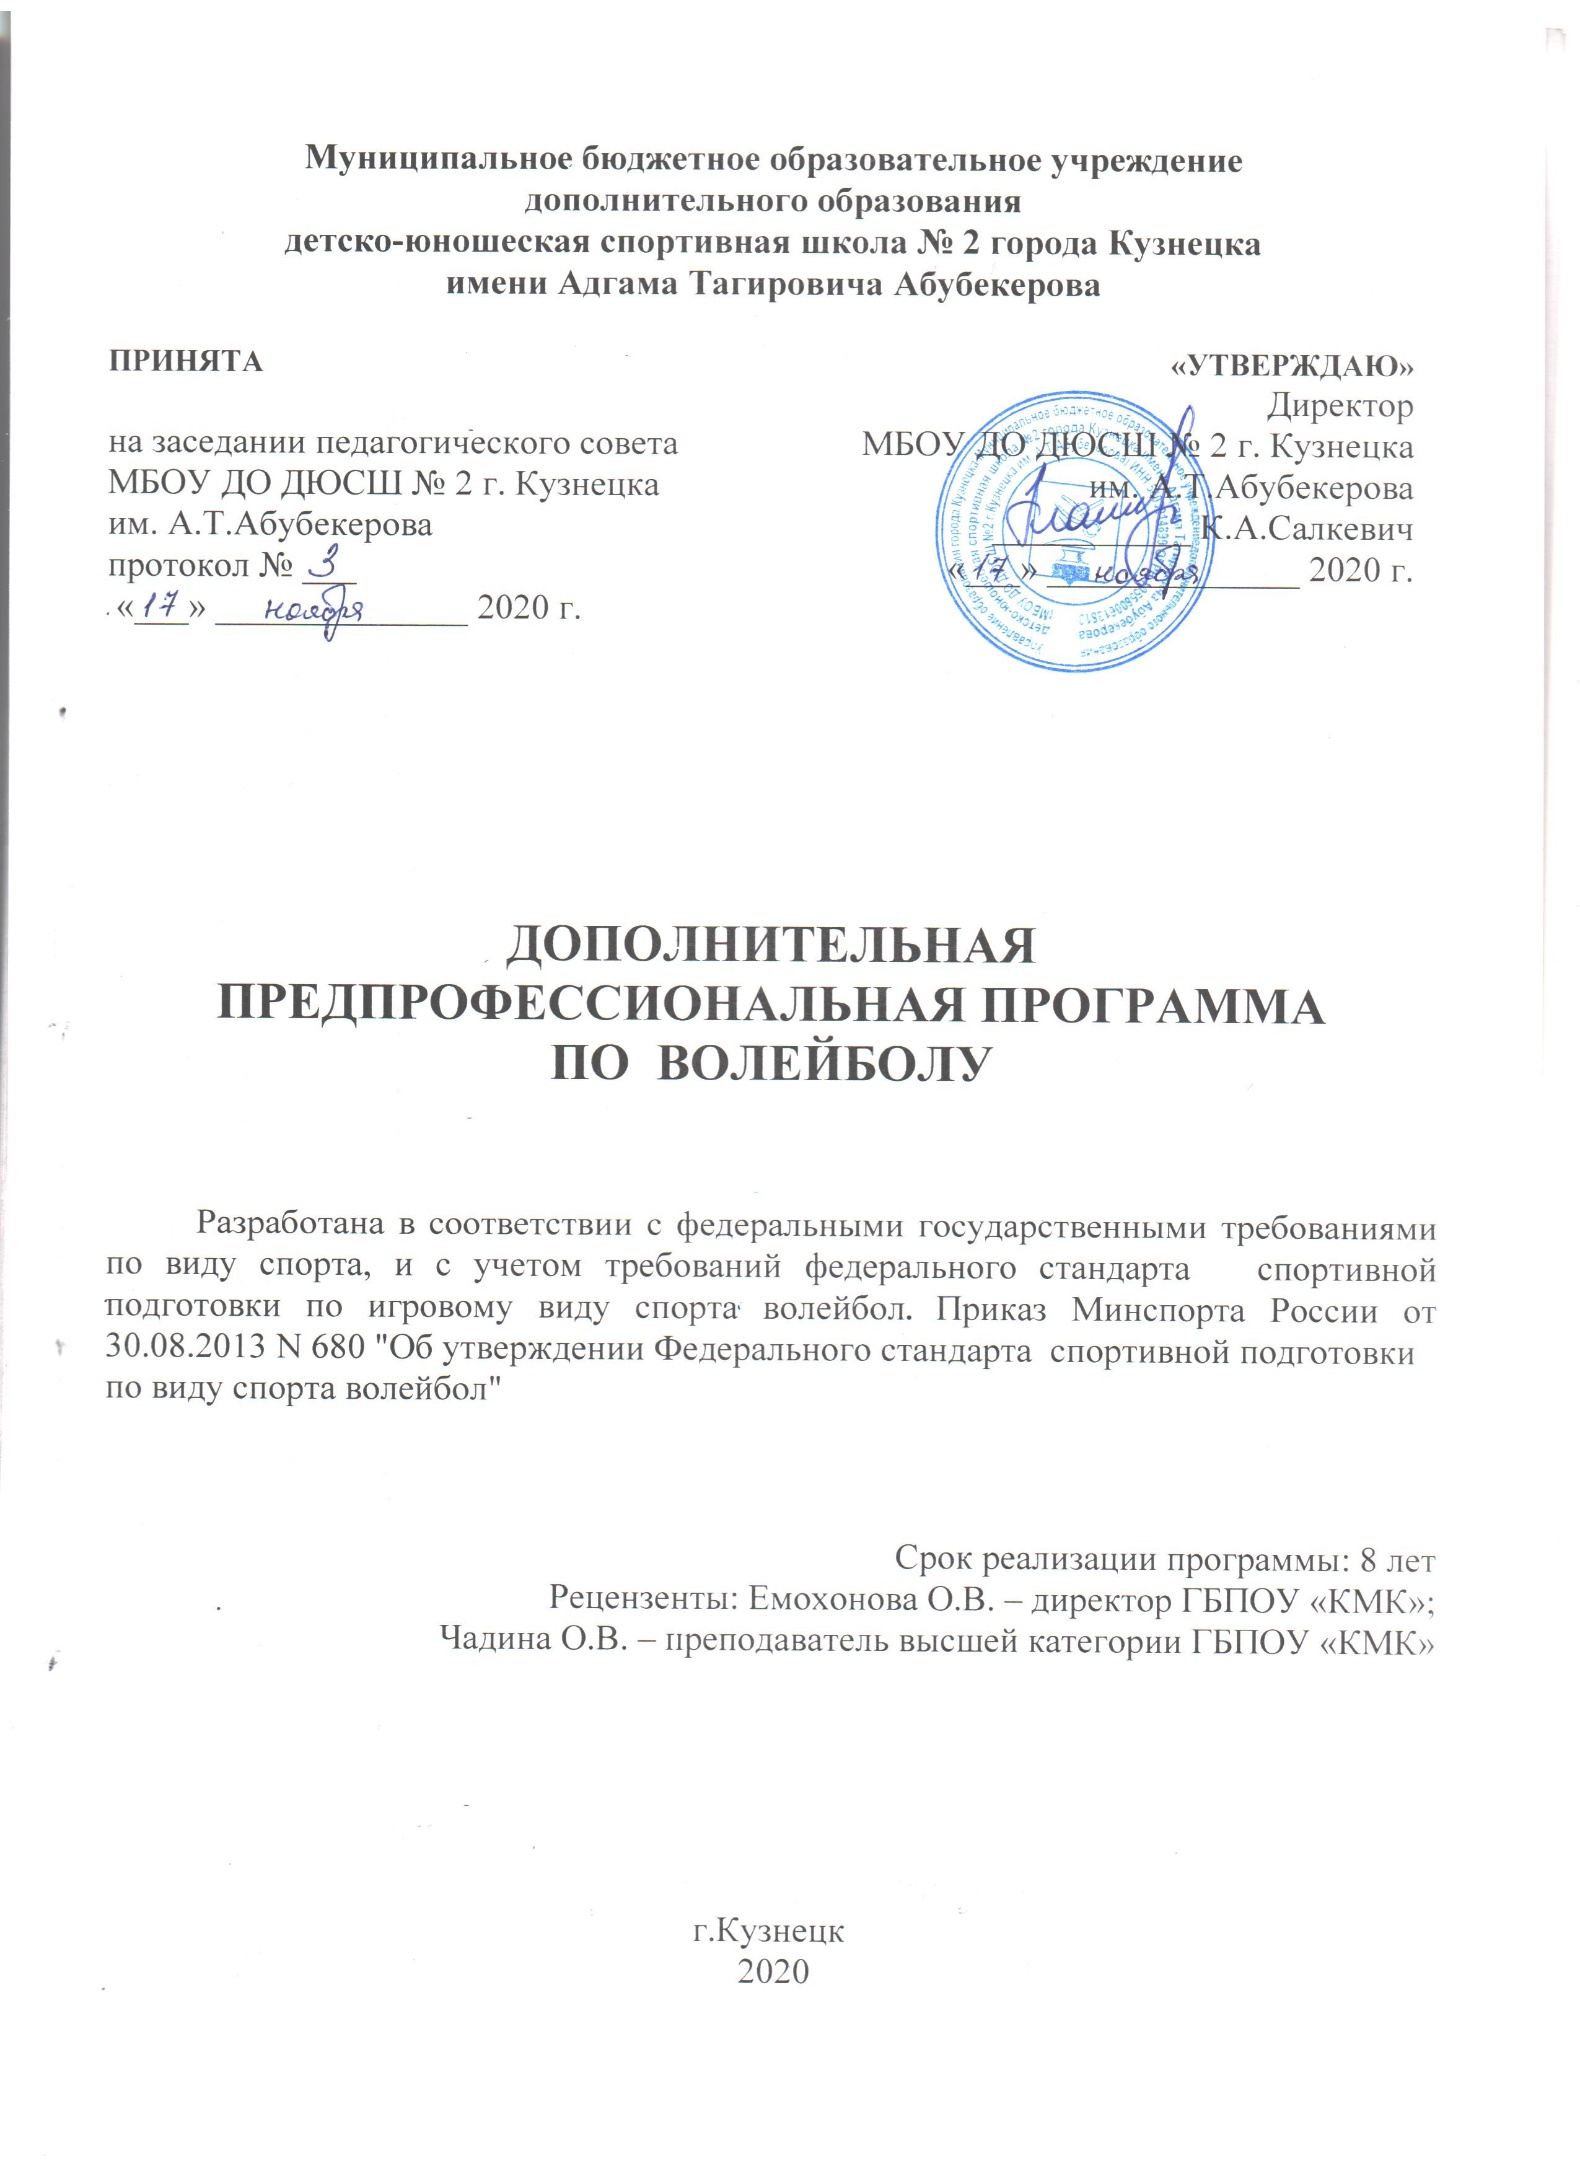 Муниципальное бюджетное образовательное учреждение
дополнительного образования
детско-юношеская спортивная школа № 2 города Кузнецка
имени Адгама Тагировича Абубекерова
ПРИНЯТА
на заседании педагогического совета
МБОУ ДО ДЮСШ № 2 г. Кузнецка
им. А.Т.Абубекерова
протокол № 3
«17» ноября 2020 г.
«УТВЕРЖДАЮ»
Директор
МБОУ ДО ДЮСШ № 2 г. Кузнецка
им. А.Т.Абубекерова
К.А.Салкевич
«17» ноября 2020 г.
ДОПОЛНИТЕЛЬНАЯ
ПРЕДПРОФЕССИОНАЛЬНАЯ ПРОГРАММА
ПО ВОЛЕЙБОЛУ
Разработана в соответствии с федеральными государственными требованиями
по виду спорта, и с учетом требований федерального стандарта спортивной
подготовки по игровому виду спорта волейбол. Приказ Минспорта России от
30.08.2013 N 680 "Об утверждении Федерального стандарта спортивной подготовки
по виду спорта волейбол"
Срок реализации программы: 8 лет
Рецензенты: Емохонова О.В. – директор ГБПОУ «КМК»;
Чадина О.В. – преподаватель высшей категории ГБПОУ «КМК»
г.Кузнецк
2020